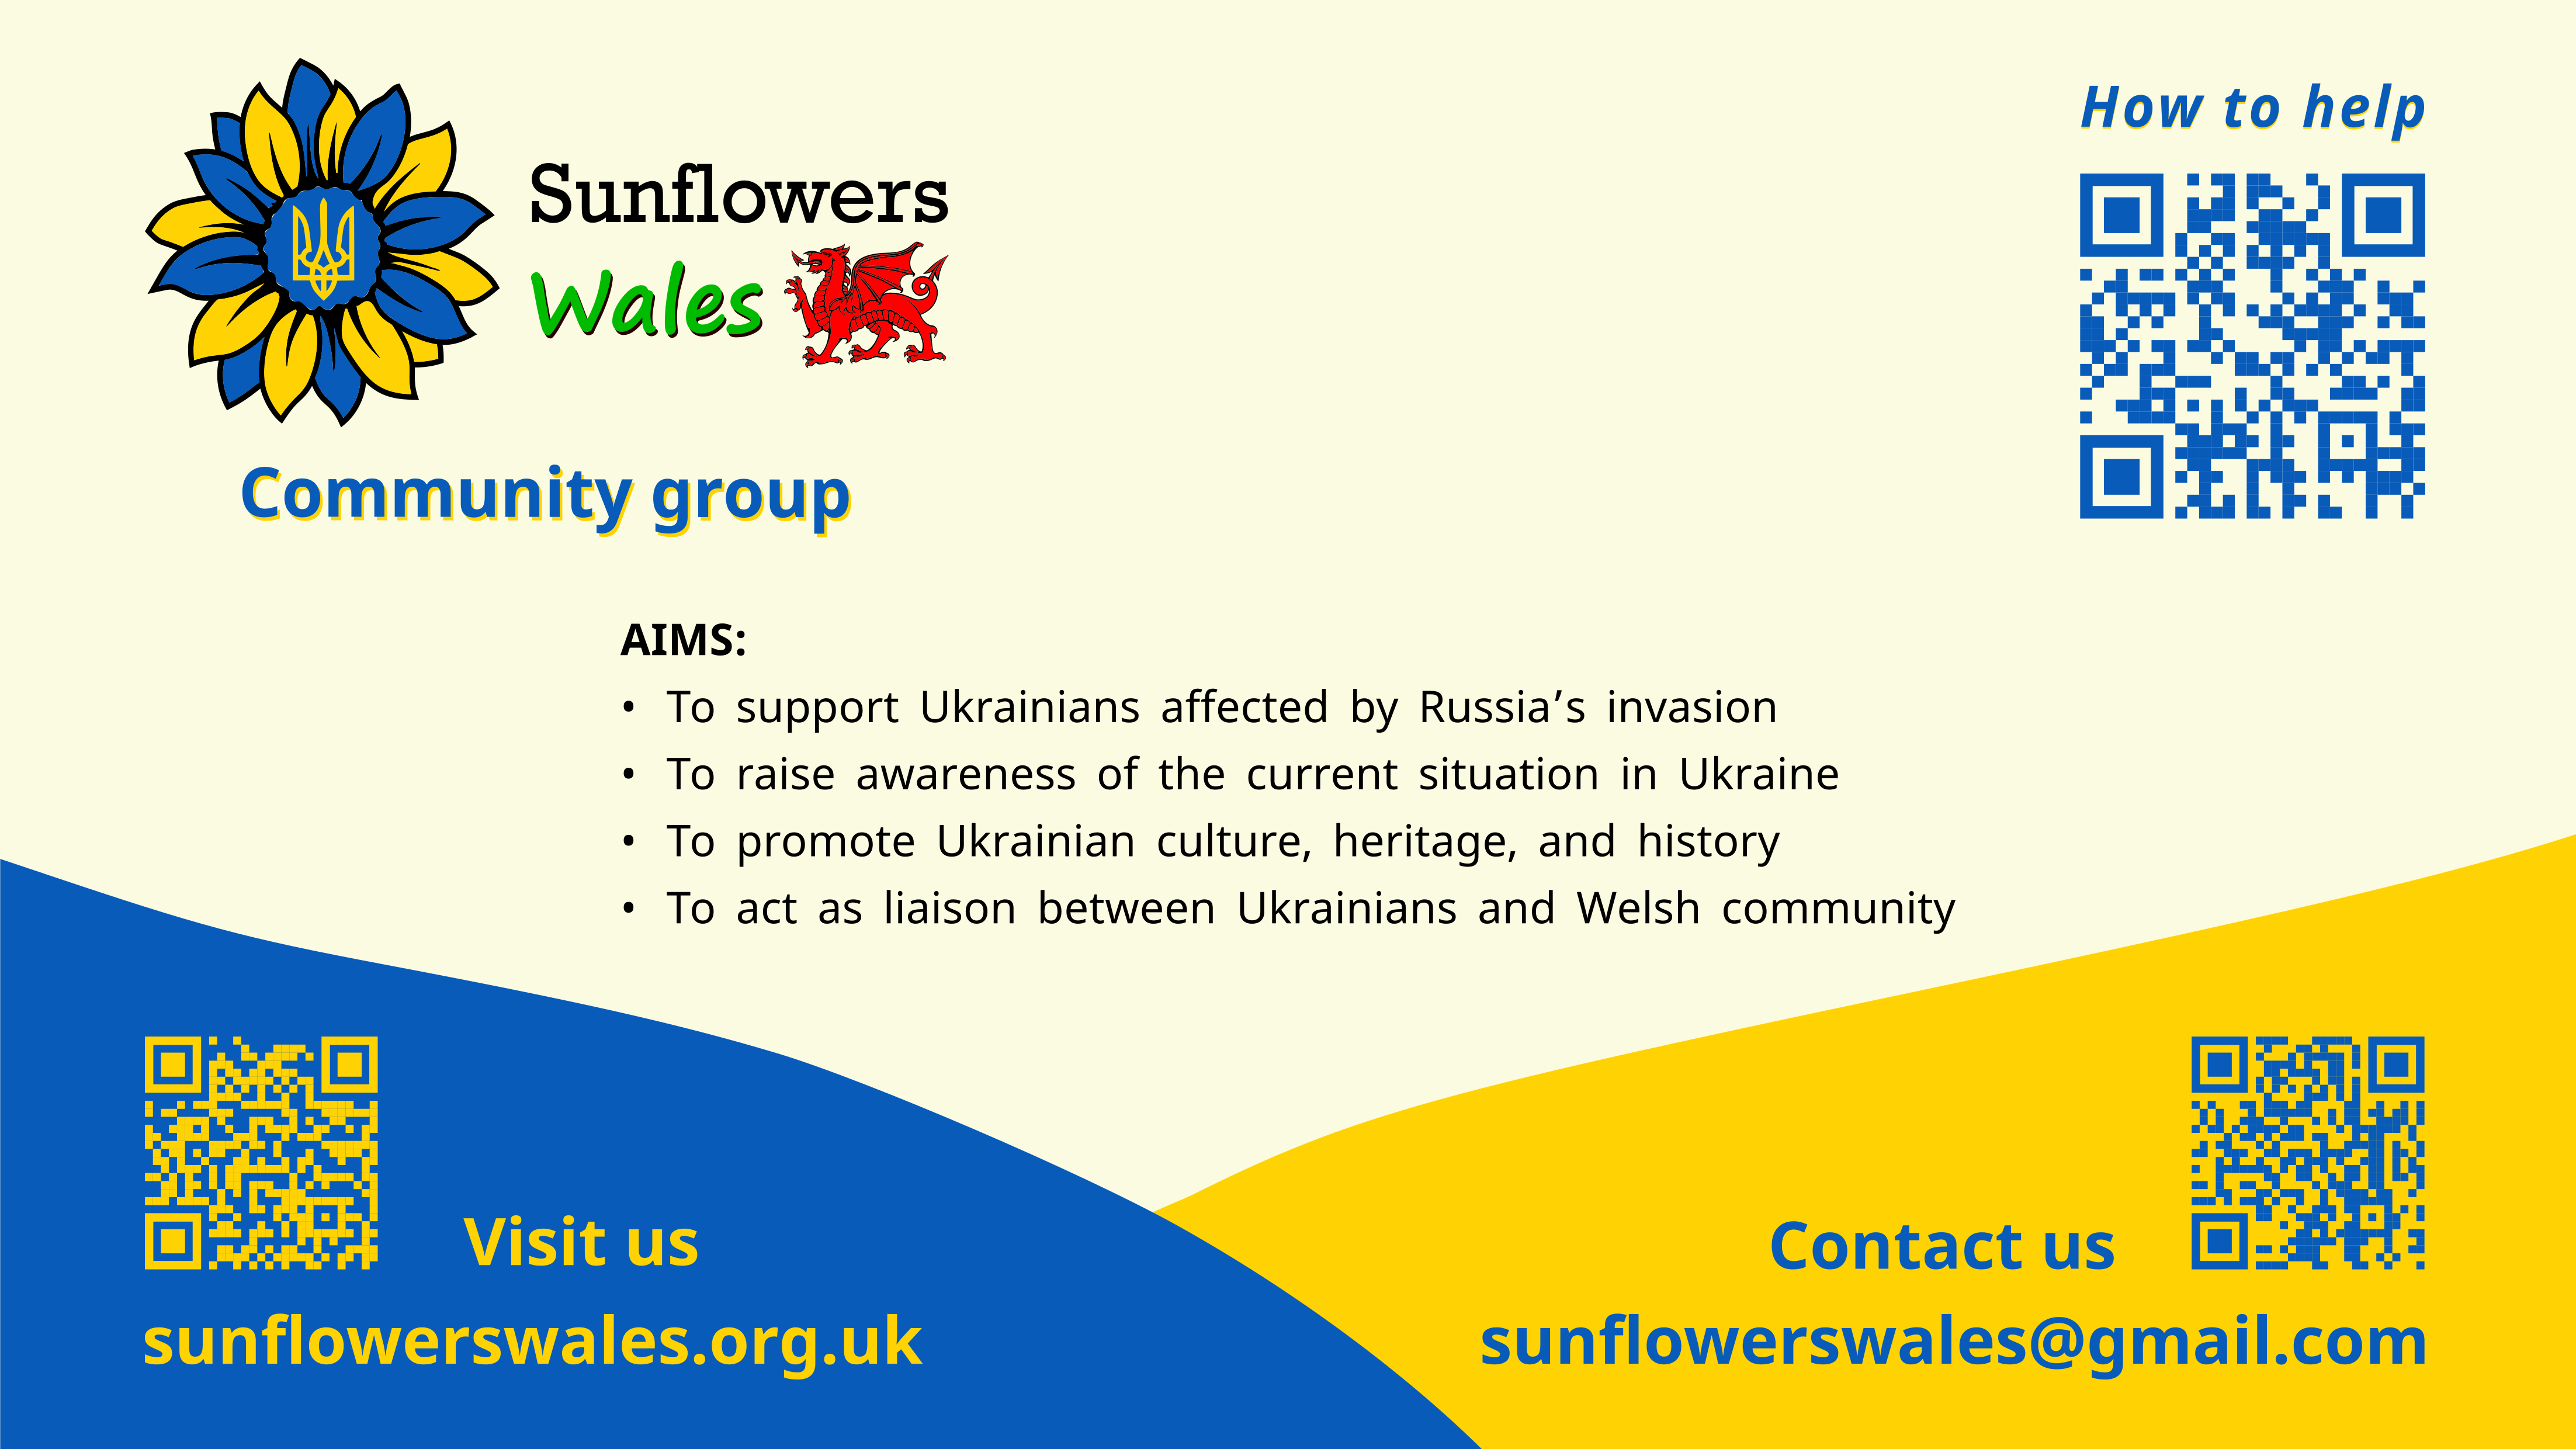 Sunflowers
Wales
Community group
How to help
AIMS:
• To support Ukrainians affected by Russia’s invasion
• To raise awareness of the current situation in Ukraine
• To promote Ukrainian culture, heritage, and history
• To act as liaison between Ukrainians and Welsh community
Visit us
sunflowerswales.org.uk
Contact us
sunflowerswales@gmail.com